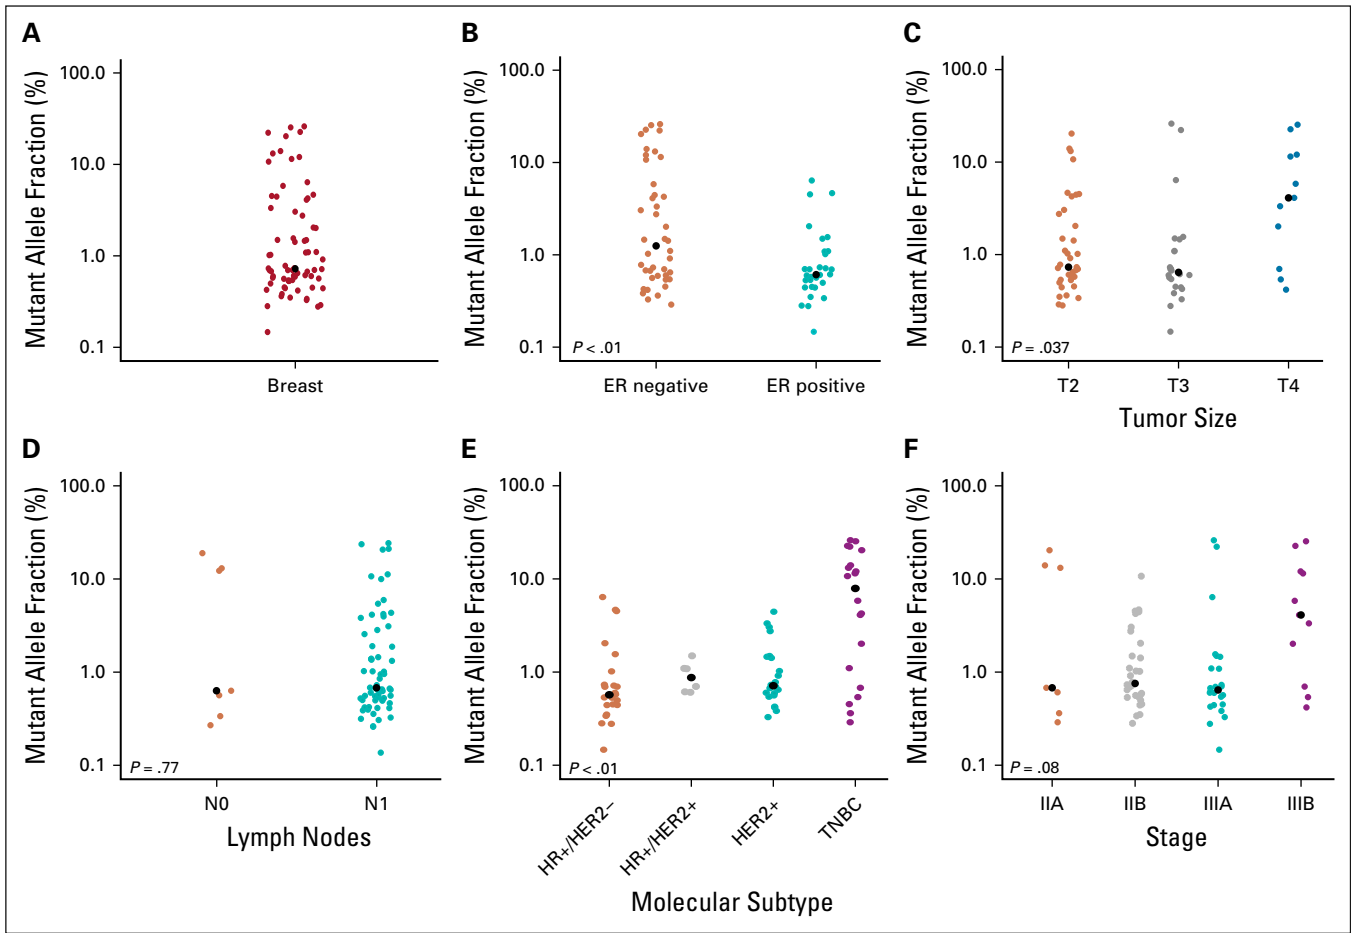 A
Mutant Allele Fraction (%)
100.0
10.0
1.0
0.1
Breast
B
Mutant Allele Fraction (%)
100.0
10.0
1.0
0.1
P < .01
ER negative
ER positive
C
Mutant Allele Fraction (%)
100.0
10.0
1.0
0.1
P = .037
T2
T3
T4
Tumor Size
D
Mutant Allele Fraction (%)
100.0
10.0
1.0
0.1
P = .77
N0
N1
Lymph Nodes
E
Mutant Allele Fraction (%)
100.0
10.0
1.0
0.1
P < .01
HR+/HER2−
HR+/HER2+
HER2+
TNBC
Molecular Subtype
F
Mutant Allele Fraction (%)
100.0
10.0
1.0
0.1
P = .08
IIA
IIB
IIIA
IIIB
Stage